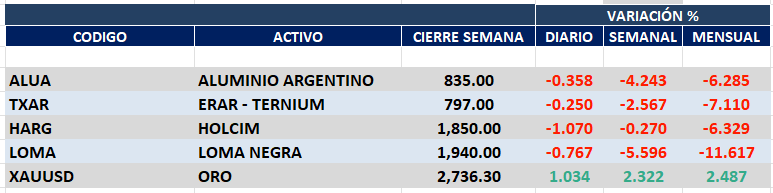 VARIACIÓN %
CODIGO ACTIVO CIERRE SEMANA DIARIO SEMANAL MENSUAL
ALUA ALUMINIO ARGENTINO 835.00 -0.358 -4.243 -6.285
TXAR ERAR - TERNIUM 797.00 -0.250 -2.567 -7.110
HARG HOLCIM 1,850.00 -1.070 -0.270 -6.329
LOMA LOMA NEGRA 1,940.00 -0.767 -5.596 -11.617
XAUUSD ORO 2,736.30 1.034 2.322 2.487